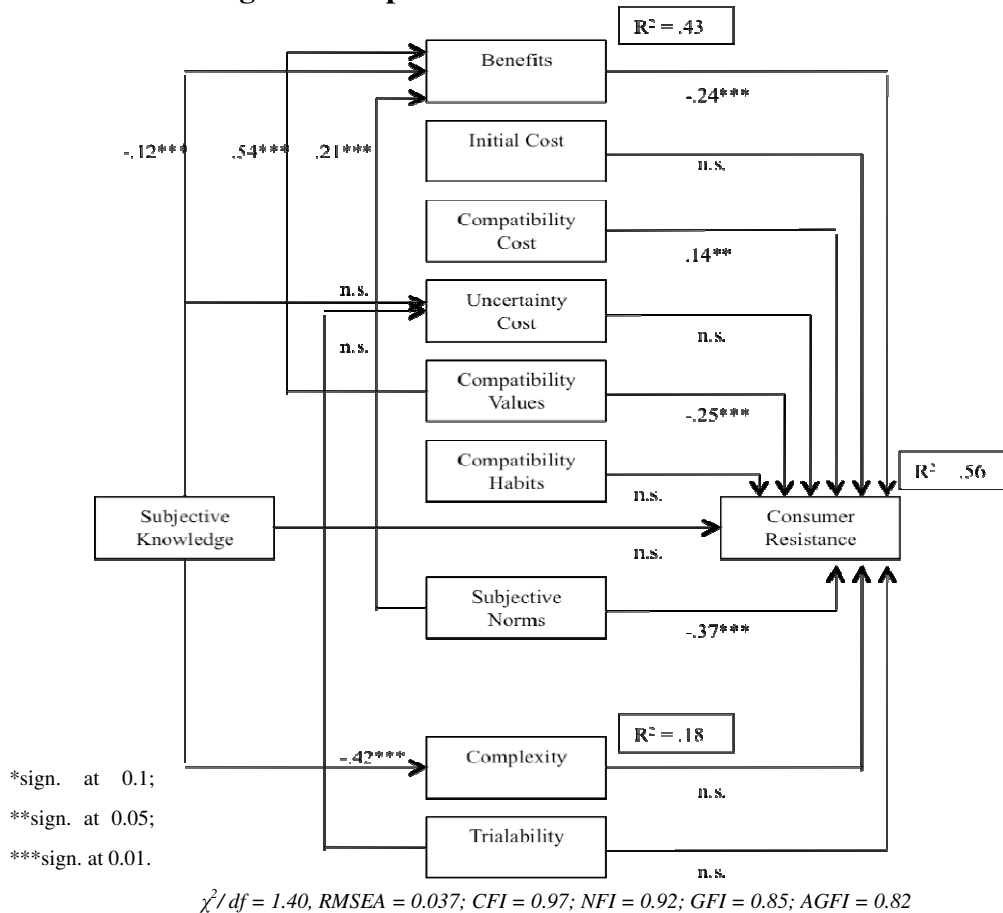 R² = .43
Benefits
-.24***
-.12***
.54***
.21***
Initial Cost
n.s.
Compatibility
Cost
.14**
n.s.
Uncertainty
Cost
n.s.
n.s.
Compatibility
Values
-.25***
Compatibility
Habits
n.s.
R² .56
Subjective
Knowledge
Consumer
Resistance
n.s.
Subjective
Norms
-.37***
R² = .18
-.42***
Complexity
n.s.
Trialability
n.s.
*sign. at 0.1;
**sign. at 0.05;
***sign. at 0.01.
χ²/ df = 1.40, RMSEA = 0.037; CFI = 0.97; NFI = 0.92; GFI = 0.85; AGFI = 0.82